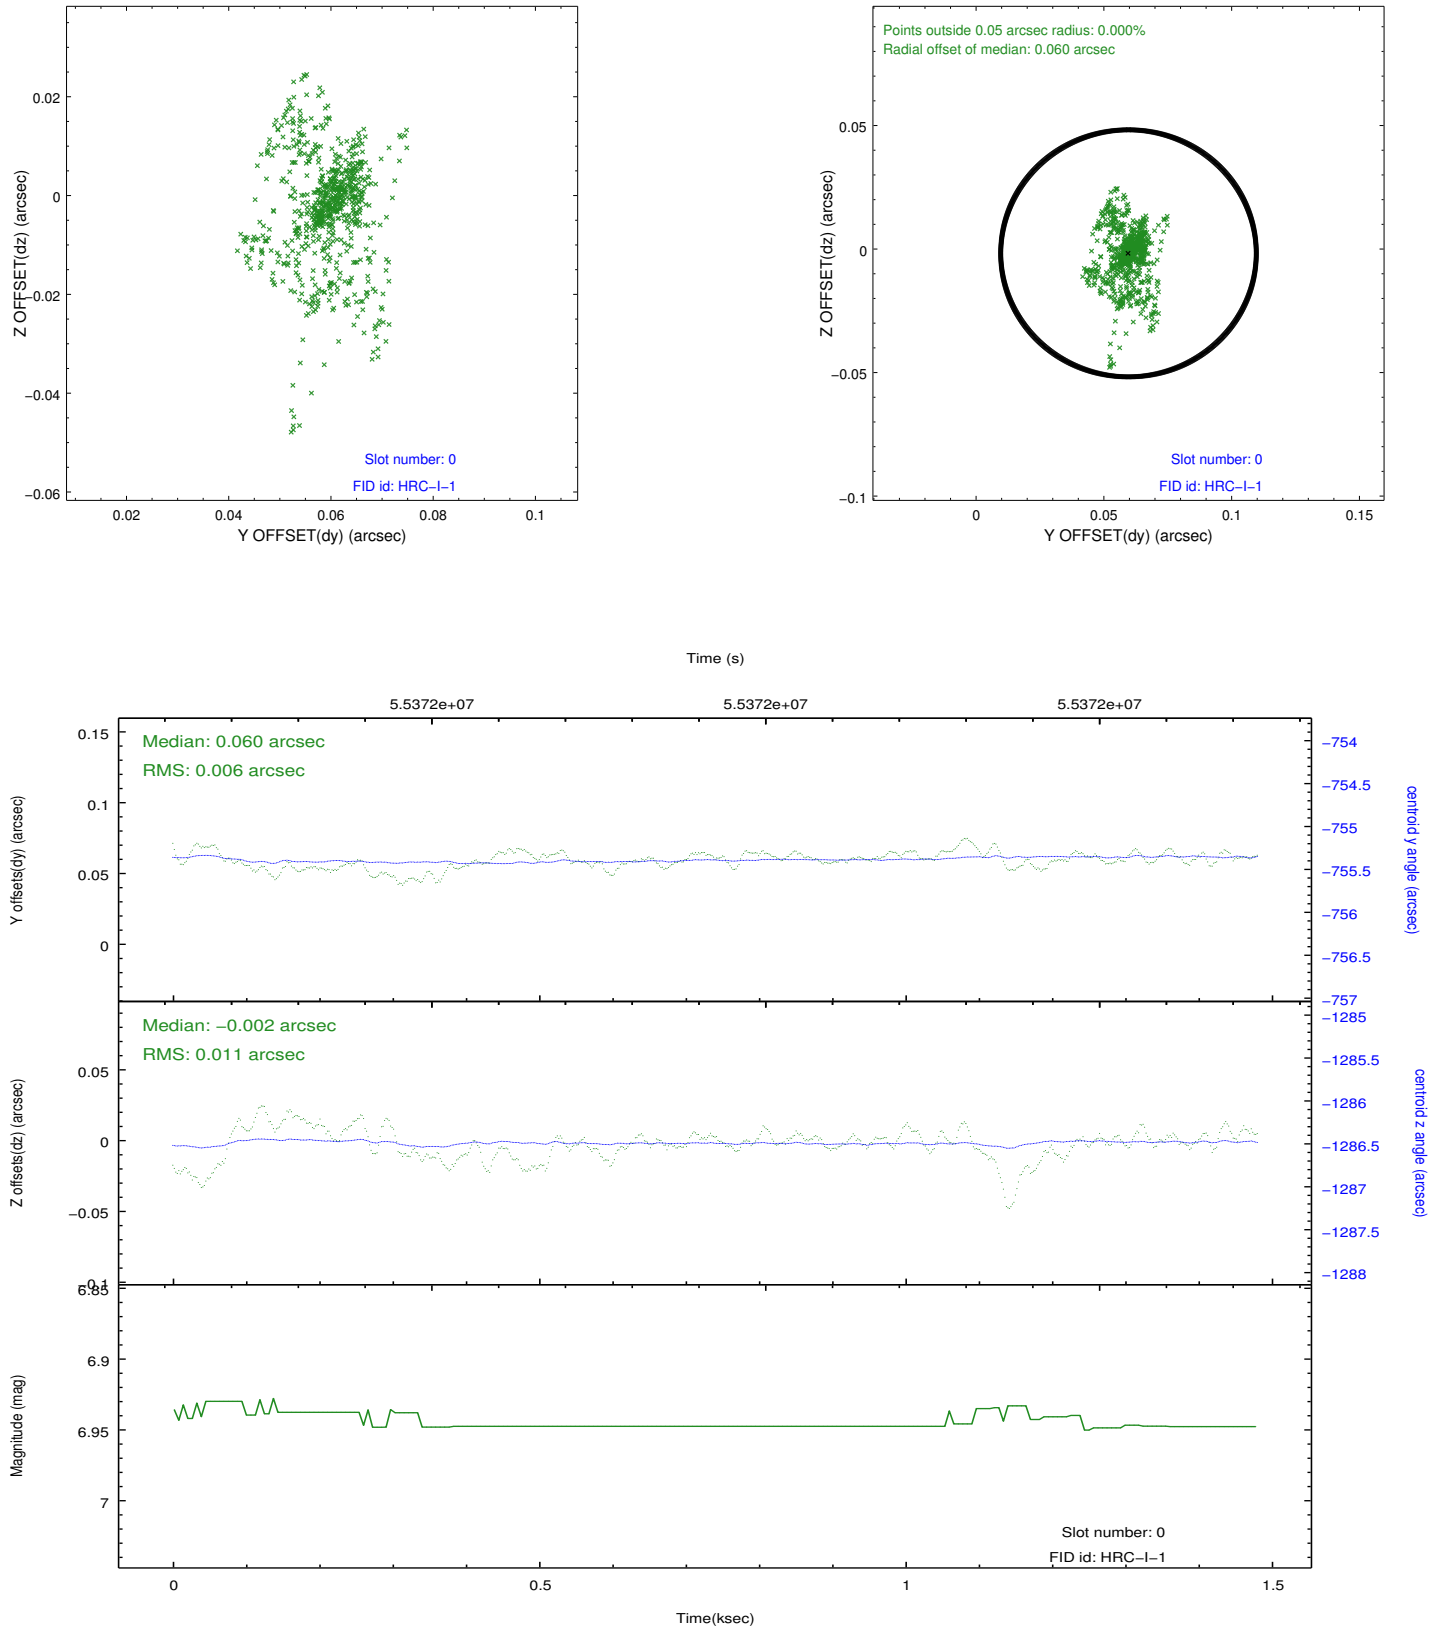 0.02
0
−0.02
−0.04
−0.06
0.02
0.04
0.06
0.08
0.1
Z OFFSET(dz) (arcsec)
Y OFFSET(dy) (arcsec)
Slot number: 0
FID id: HRC−I−1
Points outside 0.05 arcsec radius: 0.000%
Radial offset of median: 0.060 arcsec
0.05
0
−0.05
−0.1
0
0.05
0.1
0.15
Z OFFSET(dz) (arcsec)
Y OFFSET(dy) (arcsec)
Slot number: 0
FID id: HRC−I−1
Time (s)
5.5372e+07
5.5372e+07
5.5372e+07
Median: 0.060 arcsec
RMS: 0.006 arcsec
0.15
0.1
0.05
0
Y offsets(dy) (arcsec)
−754
−754.5
−755
−755.5
−756
−756.5
−757
centroid y angle (arcsec)
Median: −0.002 arcsec
RMS: 0.011 arcsec
0.05
0
−0.05
−0.1
Z offsets(dz) (arcsec)
−1285
−1285.5
−1286
−1286.5
−1287
−1287.5
−1288
centroid z angle (arcsec)
6.85
6.9
6.95
7
Magnitude (mag)
Slot number: 0
FID id: HRC−I−1
0
0.5
1
1.5
Time(ksec)